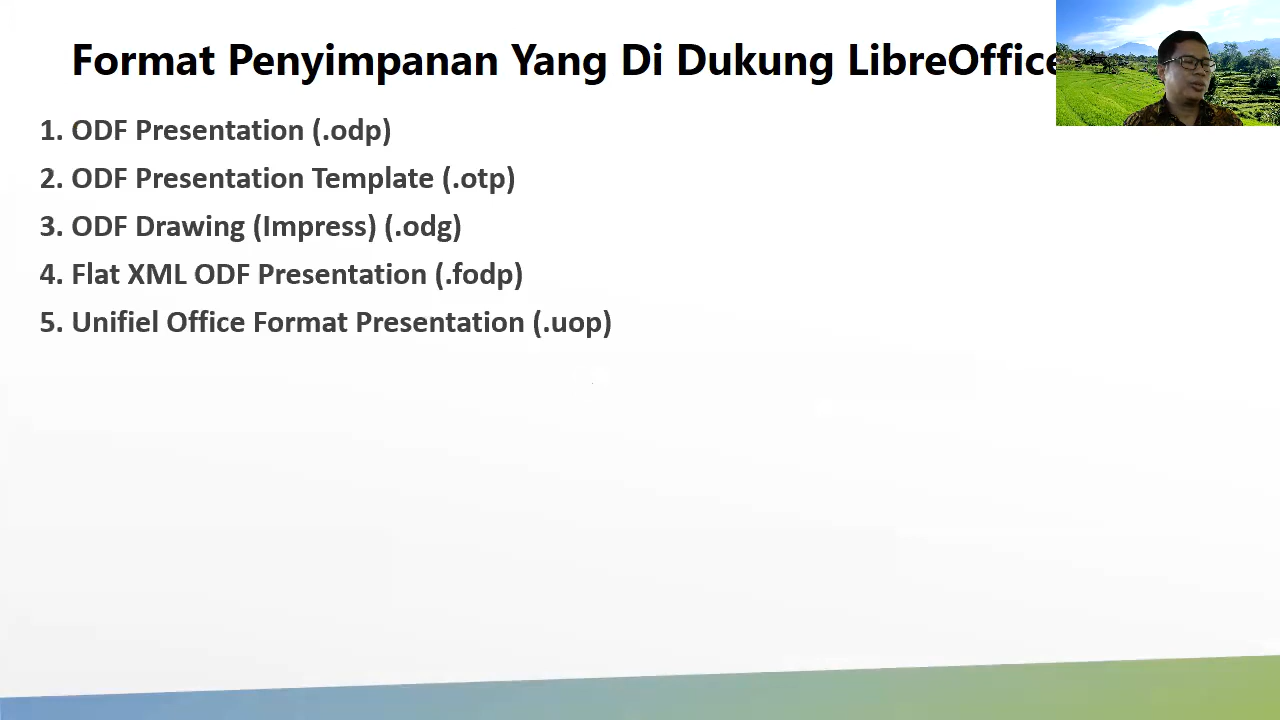 Format Penyimpanan Yang Di Dukung LibreOffice
1. ODF Presentation (.odp)
2. ODF Presentation Template (.otp)
3. ODF Drawing (Impress) (.odg)
4. Flat XML ODF Presentation (.fodp)
5. Unifiel Office Format Presentation (.uop)